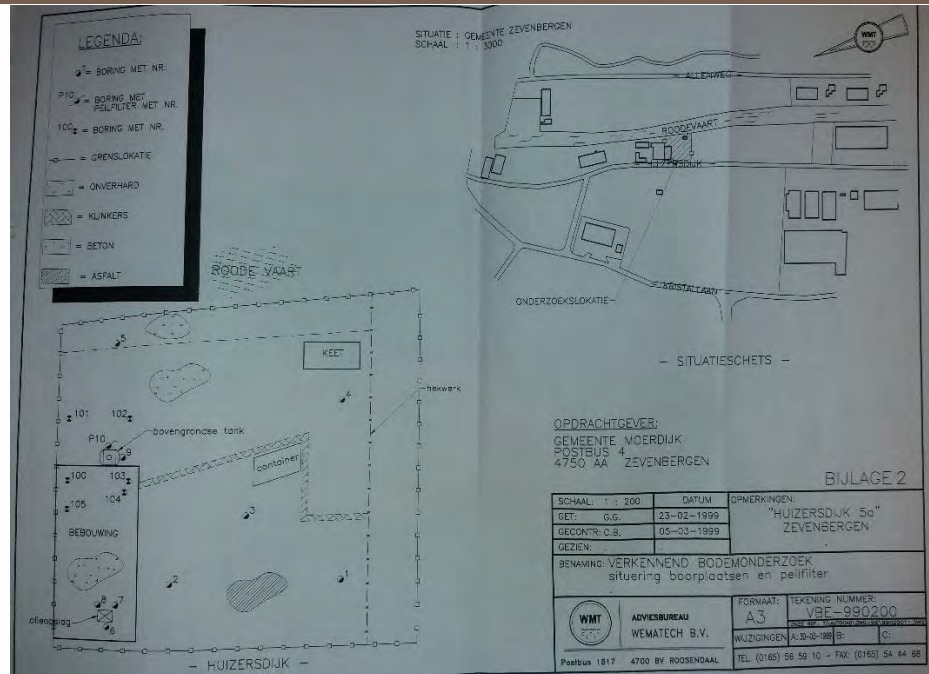 LEGENDA:
7 = BORING MET NR.
P10 = BORING MET
PEILFILTER MET NR.
100 = BORING MET NR.
= GRENSLOKATIE
= ONVERHARD
= KLINKERS
= BETON
= ASFALT
SITUATIE : GEMEENTE ZEVENBERGEN
SCHAAL : 1 : 3000
WMT
ALLENWEG
ROODEVAART
HUIZERSDIJK
KRISTALLAAN
ONDERZOEKSLOKATIE
- SITUATIESCHETS -
ROODE VAART
5
KEET
4
hekwerk
101
102
P10
bovengrondse tank
9
container
100
103
104
105
3
BEBOUWING
2
1
8
7
olieopslag
6
- HUIZERSDIJK -
OPDRACHTGEVER:
GEMEENTE MOERDIJK
POSTBUS 4
4750 AA ZEVENBERGEN
BIJLAGE 2
SCHAAL: 1 : 200
DATUM
OPMERKINGEN:
GET: G.G.
23-02-1999
"HUIZERSDIJK 5a"
ZEVENBERGEN
GECONTR: C.B.
05-03-1999
GEZIEN:
BENAMING: VERKENNEND BODEMONDERZOEK
situering boorplaatsen en peilfilter
WMT
ADVIESBUREAU
WEMATECH B.V.
Postbus 1817 4700 BV ROOSENDAAL
FORMAAT:
A3
TEKENING NUMMER:
VBF-990200
WIJZIGINGEN
A: 30-03-1999
B:
C:
TEL: (0165) 56 59 10 - FAX: (0165) 54 44 68